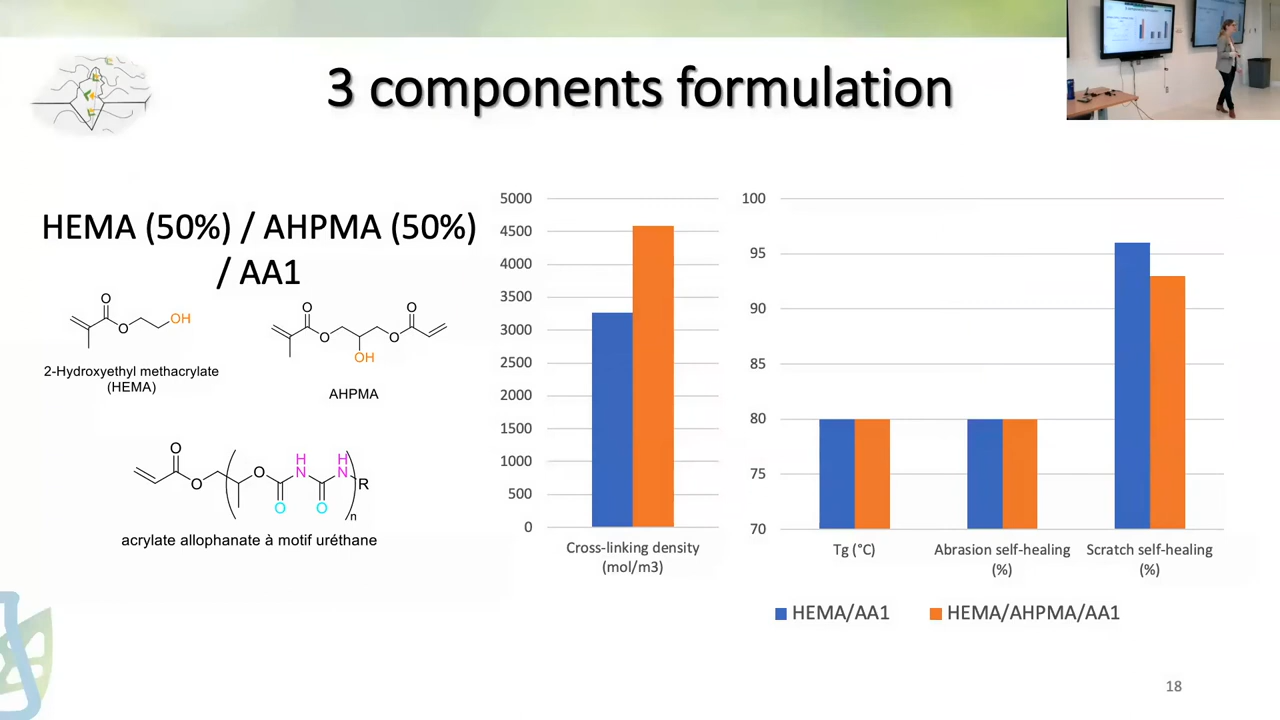 3 components formulation
HEMA (50%) / AHPMA (50%)
/ AA1
O
O
OH
2-Hydroxyethyl methacrylate
(HEMA)
O
O
O
O
OH
AHPMA
O
O
O
H
N
H
N
R
O
O
n
acrylate allophanate à motif uréthane
5000
4500
4000
3500
3000
2500
2000
1500
1000
500
0
Cross-linking density
(mol/m3)
100
95
90
85
80
75
70
Tg (°C)
Abrasion self-healing
(%)
Scratch self-healing
(%)
HEMA/AA1
HEMA/AHPMA/AA1
18